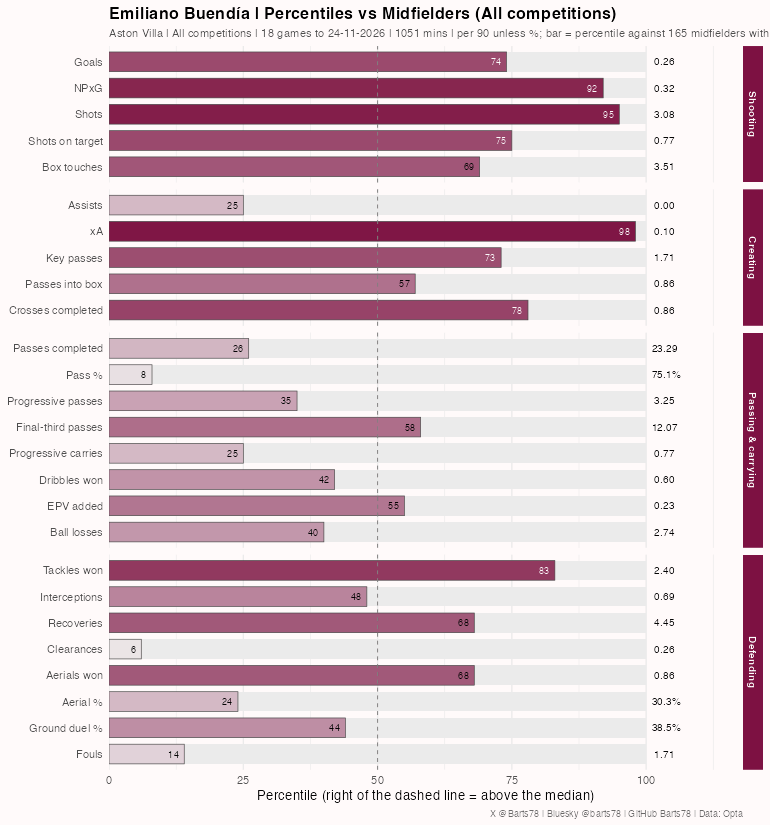 Emiliano Buendía | Percentiles vs Midfielders (All competitions)
Aston Villa | All competitions | 18 games to 24-11-2026 | 1051 mins | per 90 unless %; bar = percentile against 165 midfielders with
Goals 74 0.26
NPxG 92 0.32
Shots 95 3.08
Shots on target 75 0.77
Box touches 69 3.51
Shooting
Assists 25 0.00
xA 98 0.10
Key passes 73 1.71
Passes into box 57 0.86
Crosses completed 78 0.86
Creating
Passes completed 26 23.29
Pass % 8 75.1%
Progressive passes 35 3.25
Final-third passes 58 12.07
Progressive carries 25 0.77
Dribbles won 42 0.60
EPV added 55 0.23
Ball losses 40 2.74
Passing & carrying
Tackles won 83 2.40
Interceptions 48 0.69
Recoveries 68 4.45
Clearances 6 0.26
Aerials won 68 0.86
Aerial % 24 30.3%
Ground duel % 44 38.5%
Fouls 14 1.71
Defending
0 25 50 75 100
Percentile (right of the dashed line = above the median)
X @Barts78 | Bluesky @barts78 | GitHub Barts78 | Data: Opta